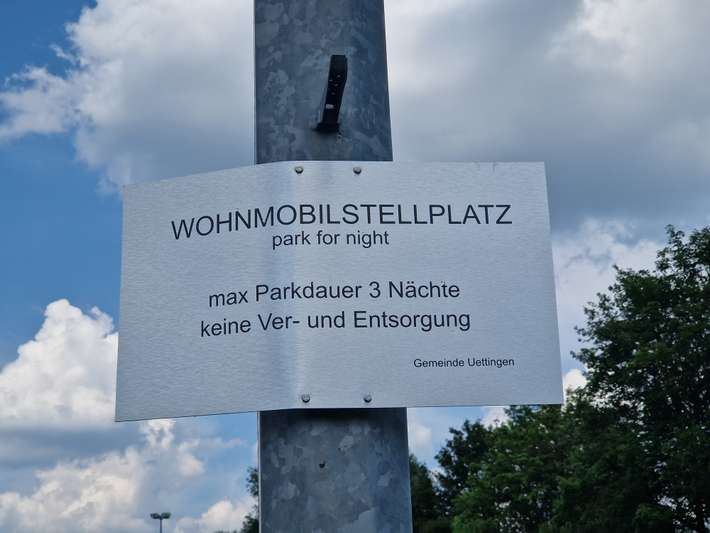 WOHNMOBILSTELLPLATZ
park for night
max Parkdauer 3 Nächte
keine Ver- und Entsorgung
Gemeinde Uettingen